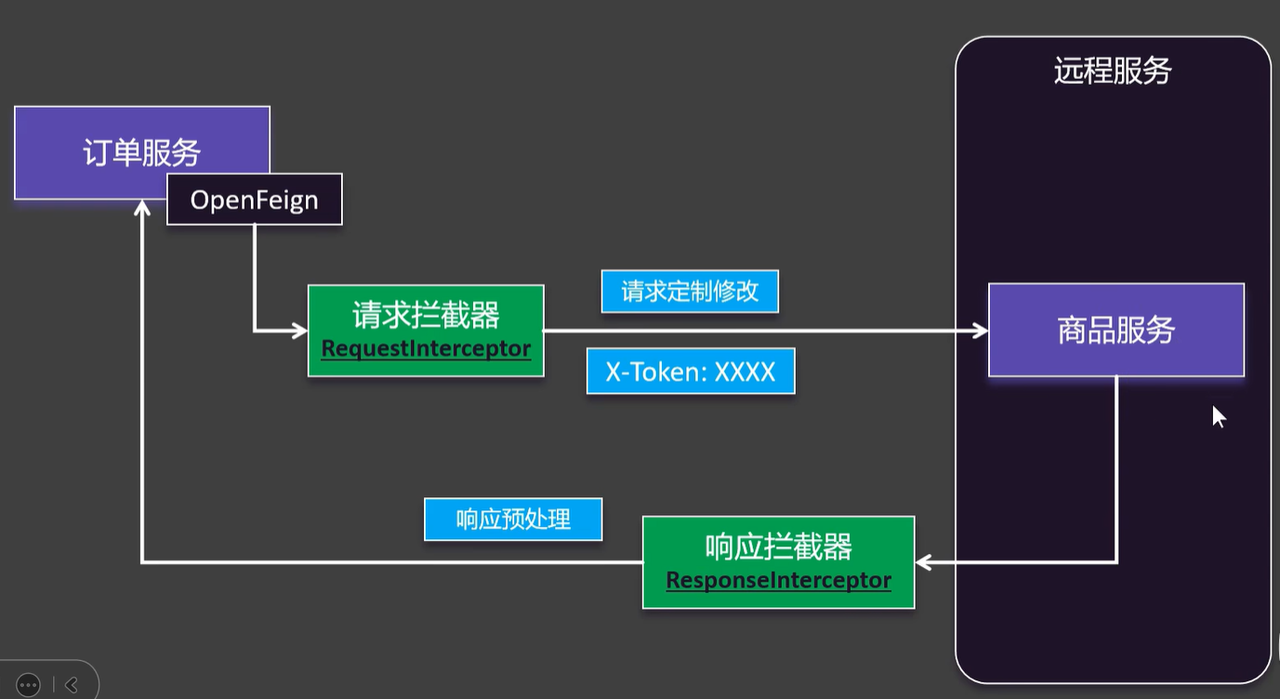 远程服务
订单服务
OpenFeign
请求拦截器
RequestInterceptor
请求定制修改
X-Token: XXXX
商品服务
响应预处理
响应拦截器
ResponseInterceptor